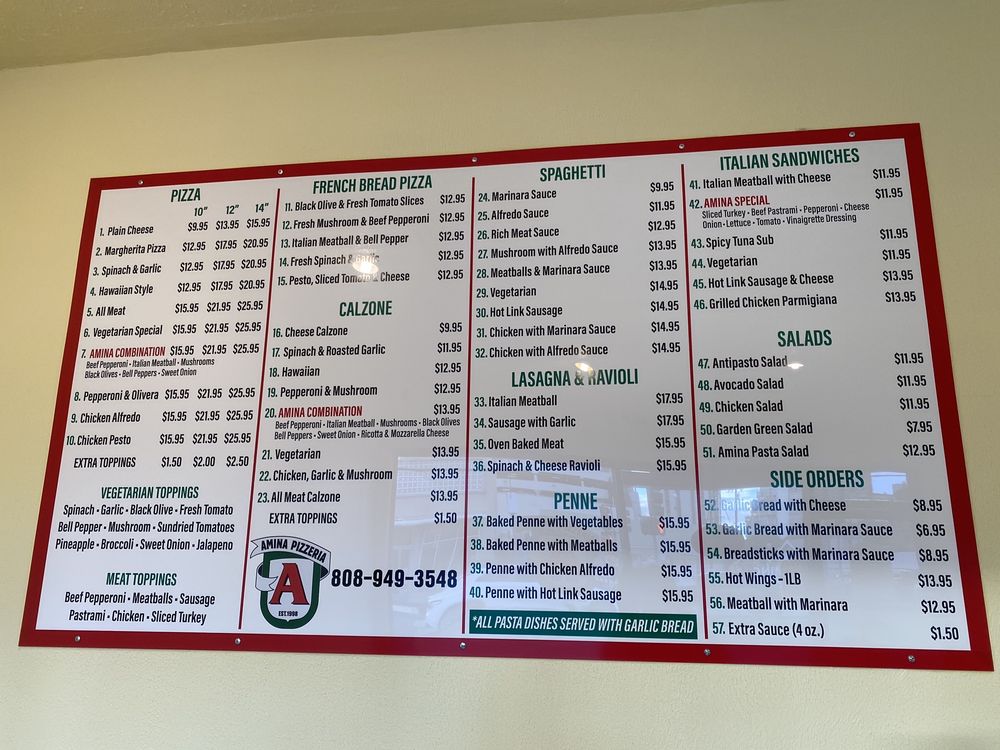 PIZZA
10" 12" 14"
1. Plain Cheese $9.95 $13.95 $15.95
2. Margherita Pizza $12.95 $17.95 $20.95
3. Spinach & Garlic $12.95 $17.95 $20.95
4. Hawaiian Style $12.95 $17.95 $20.95
5. All Meat $15.95 $21.95 $25.95
6. Vegetarian Special $15.95 $21.95 $25.95
7. AMINA COMBINATION $15.95 $21.95 $25.95
Beef Pepperoni • Italian Meatball • Mushrooms
Black Olives • Bell Peppers • Sweet Onion
8. Pepperoni & Olivera $15.95 $21.95 $25.95
9. Chicken Alfredo $15.95 $21.95 $25.95
10. Chicken Pesto $15.95 $21.95 $25.95
EXTRA TOPPINGS $1.50 $2.00 $2.50
VEGETARIAN TOPPINGS
Spinach • Garlic • Black Olive • Fresh Tomato
Bell Pepper • Mushroom • Sundried Tomatoes
Pineapple • Broccoli • Sweet Onion • Jalapeno
MEAT TOPPINGS
Beef Pepperoni • Meatballs • Sausage
Pastrami • Chicken • Sliced Turkey
FRENCH BREAD PIZZA
11. Black Olive & Fresh Tomato Slices $12.95
12. Fresh Mushroom & Beef Pepperoni $12.95
13. Italian Meatball & Bell Pepper $12.95
14. Fresh Spinach & Garlic $12.95
15. Pesto, Sliced Tomato & Cheese $12.95
CALZONE
16. Cheese Calzone $9.95
17. Spinach & Roasted Garlic $11.95
18. Hawaiian $12.95
19. Pepperoni & Mushroom $12.95
20. AMINA COMBINATION $13.95
Beef Pepperoni • Italian Meatball • Mushrooms • Black Olives
Bell Peppers • Sweet Onion • Ricotta & Mozzarella Cheese
21. Vegetarian $13.95
22. Chicken, Garlic & Mushroom $13.95
23. All Meat Calzone $13.95
EXTRA TOPPINGS $1.50
AMINA PIZZERIA
A
EST.1998
808-949-3548
SPAGHETTI
24. Marinara Sauce $9.95
25. Alfredo Sauce $11.95
26. Rich Meat Sauce $12.95
27. Mushroom with Alfredo Sauce $13.95
28. Meatballs & Marinara Sauce $13.95
29. Vegetarian $14.95
30. Hot Link Sausage $14.95
31. Chicken with Marinara Sauce $14.95
32. Chicken with Alfredo Sauce $14.95
LASAGNA & RAVIOLI
33. Italian Meatball $17.95
34. Sausage with Garlic $17.95
35. Oven Baked Meat $15.95
36. Spinach & Cheese Ravioli $15.95
PENNE
37. Baked Penne with Vegetables $15.95
38. Baked Penne with Meatballs $15.95
39. Penne with Chicken Alfredo $15.95
40. Penne with Hot Link Sausage $15.95
*ALL PASTA DISHES SERVED WITH GARLIC BREAD
ITALIAN SANDWICHES
41. Italian Meatball with Cheese $11.95
42. AMINA SPECIAL $11.95
Sliced Turkey • Beef Pastrami • Pepperoni • Cheese
Onion • Lettuce • Tomato • Vinaigrette Dressing
43. Spicy Tuna Sub $11.95
44. Vegetarian $11.95
45. Hot Link Sausage & Cheese $13.95
46. Grilled Chicken Parmigiana $13.95
SALADS
47. Antipasto Salad $11.95
48. Avocado Salad $11.95
49. Chicken Salad $11.95
50. Garden Green Salad $7.95
51. Amina Pasta Salad $12.95
SIDE ORDERS
52. Garlic Bread with Cheese $8.95
53. Garlic Bread with Marinara Sauce $6.95
54. Breadsticks with Marinara Sauce $8.95
55. Hot Wings - 1LB $13.95
56. Meatball with Marinara $12.95
57. Extra Sauce (4 oz.) $1.50